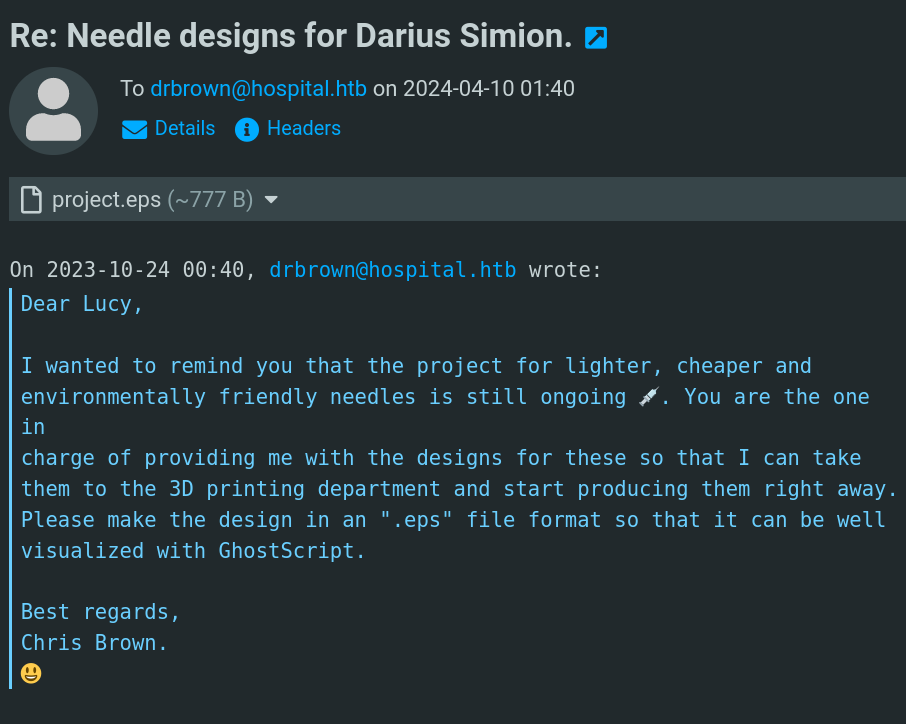 Re: Needle designs for Darius Simion.
To drbrown@hospital.htb on 2024-04-10 01:40
Details Headers
project.eps (~777 B)
On 2023-10-24 00:40, drbrown@hospital.htb wrote:
Dear Lucy,
I wanted to remind you that the project for lighter, cheaper and
environmentally friendly needles is still ongoing 💉. You are the one
in
charge of providing me with the designs for these so that I can take
them to the 3D printing department and start producing them right away.
Please make the design in an ".eps" file format so that it can be well
visualized with GhostScript.
Best regards,
Chris Brown.
😃